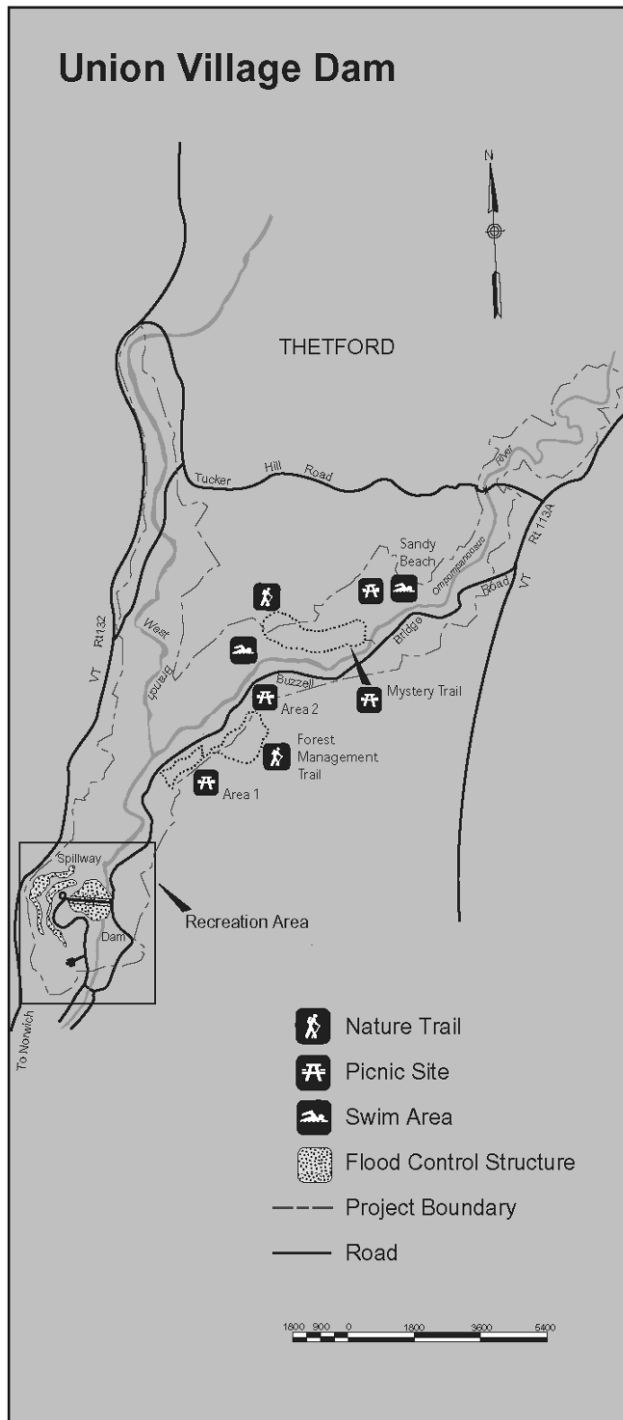 Union Village Dam
N
THETFORD
Tucker Hill Road
River
Rt 113A
VT
Sandy
Beach
Ompompanoosuc
Road
Bridge
Buzzell
Mystery Trail
VT Rt132
West
Branch
Area 2
Forest
Management
Trail
Area 1
Spillway
Recreation Area
Dam
To Norwich
Nature Trail
Picnic Site
Swim Area
Flood Control Structure
Project Boundary
Road
1800 900 0 1800 3600 5400